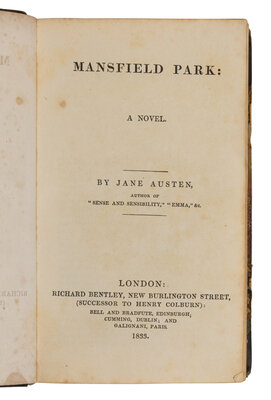 MANSFIELD PARK:
A NOVEL.
BY JANE AUSTEN,
AUTHOR OF
"SENSE AND SENSIBILITY," "EMMA," &c.
LONDON:
RICHARD BENTLEY, NEW BURLINGTON STREET,
(SUCCESSOR TO HENRY COLBURN):
BELL AND BRADFUTE, EDINBURGH;
CUMMING, DUBLIN; AND
GALIGNANI, PARIS.
1833.